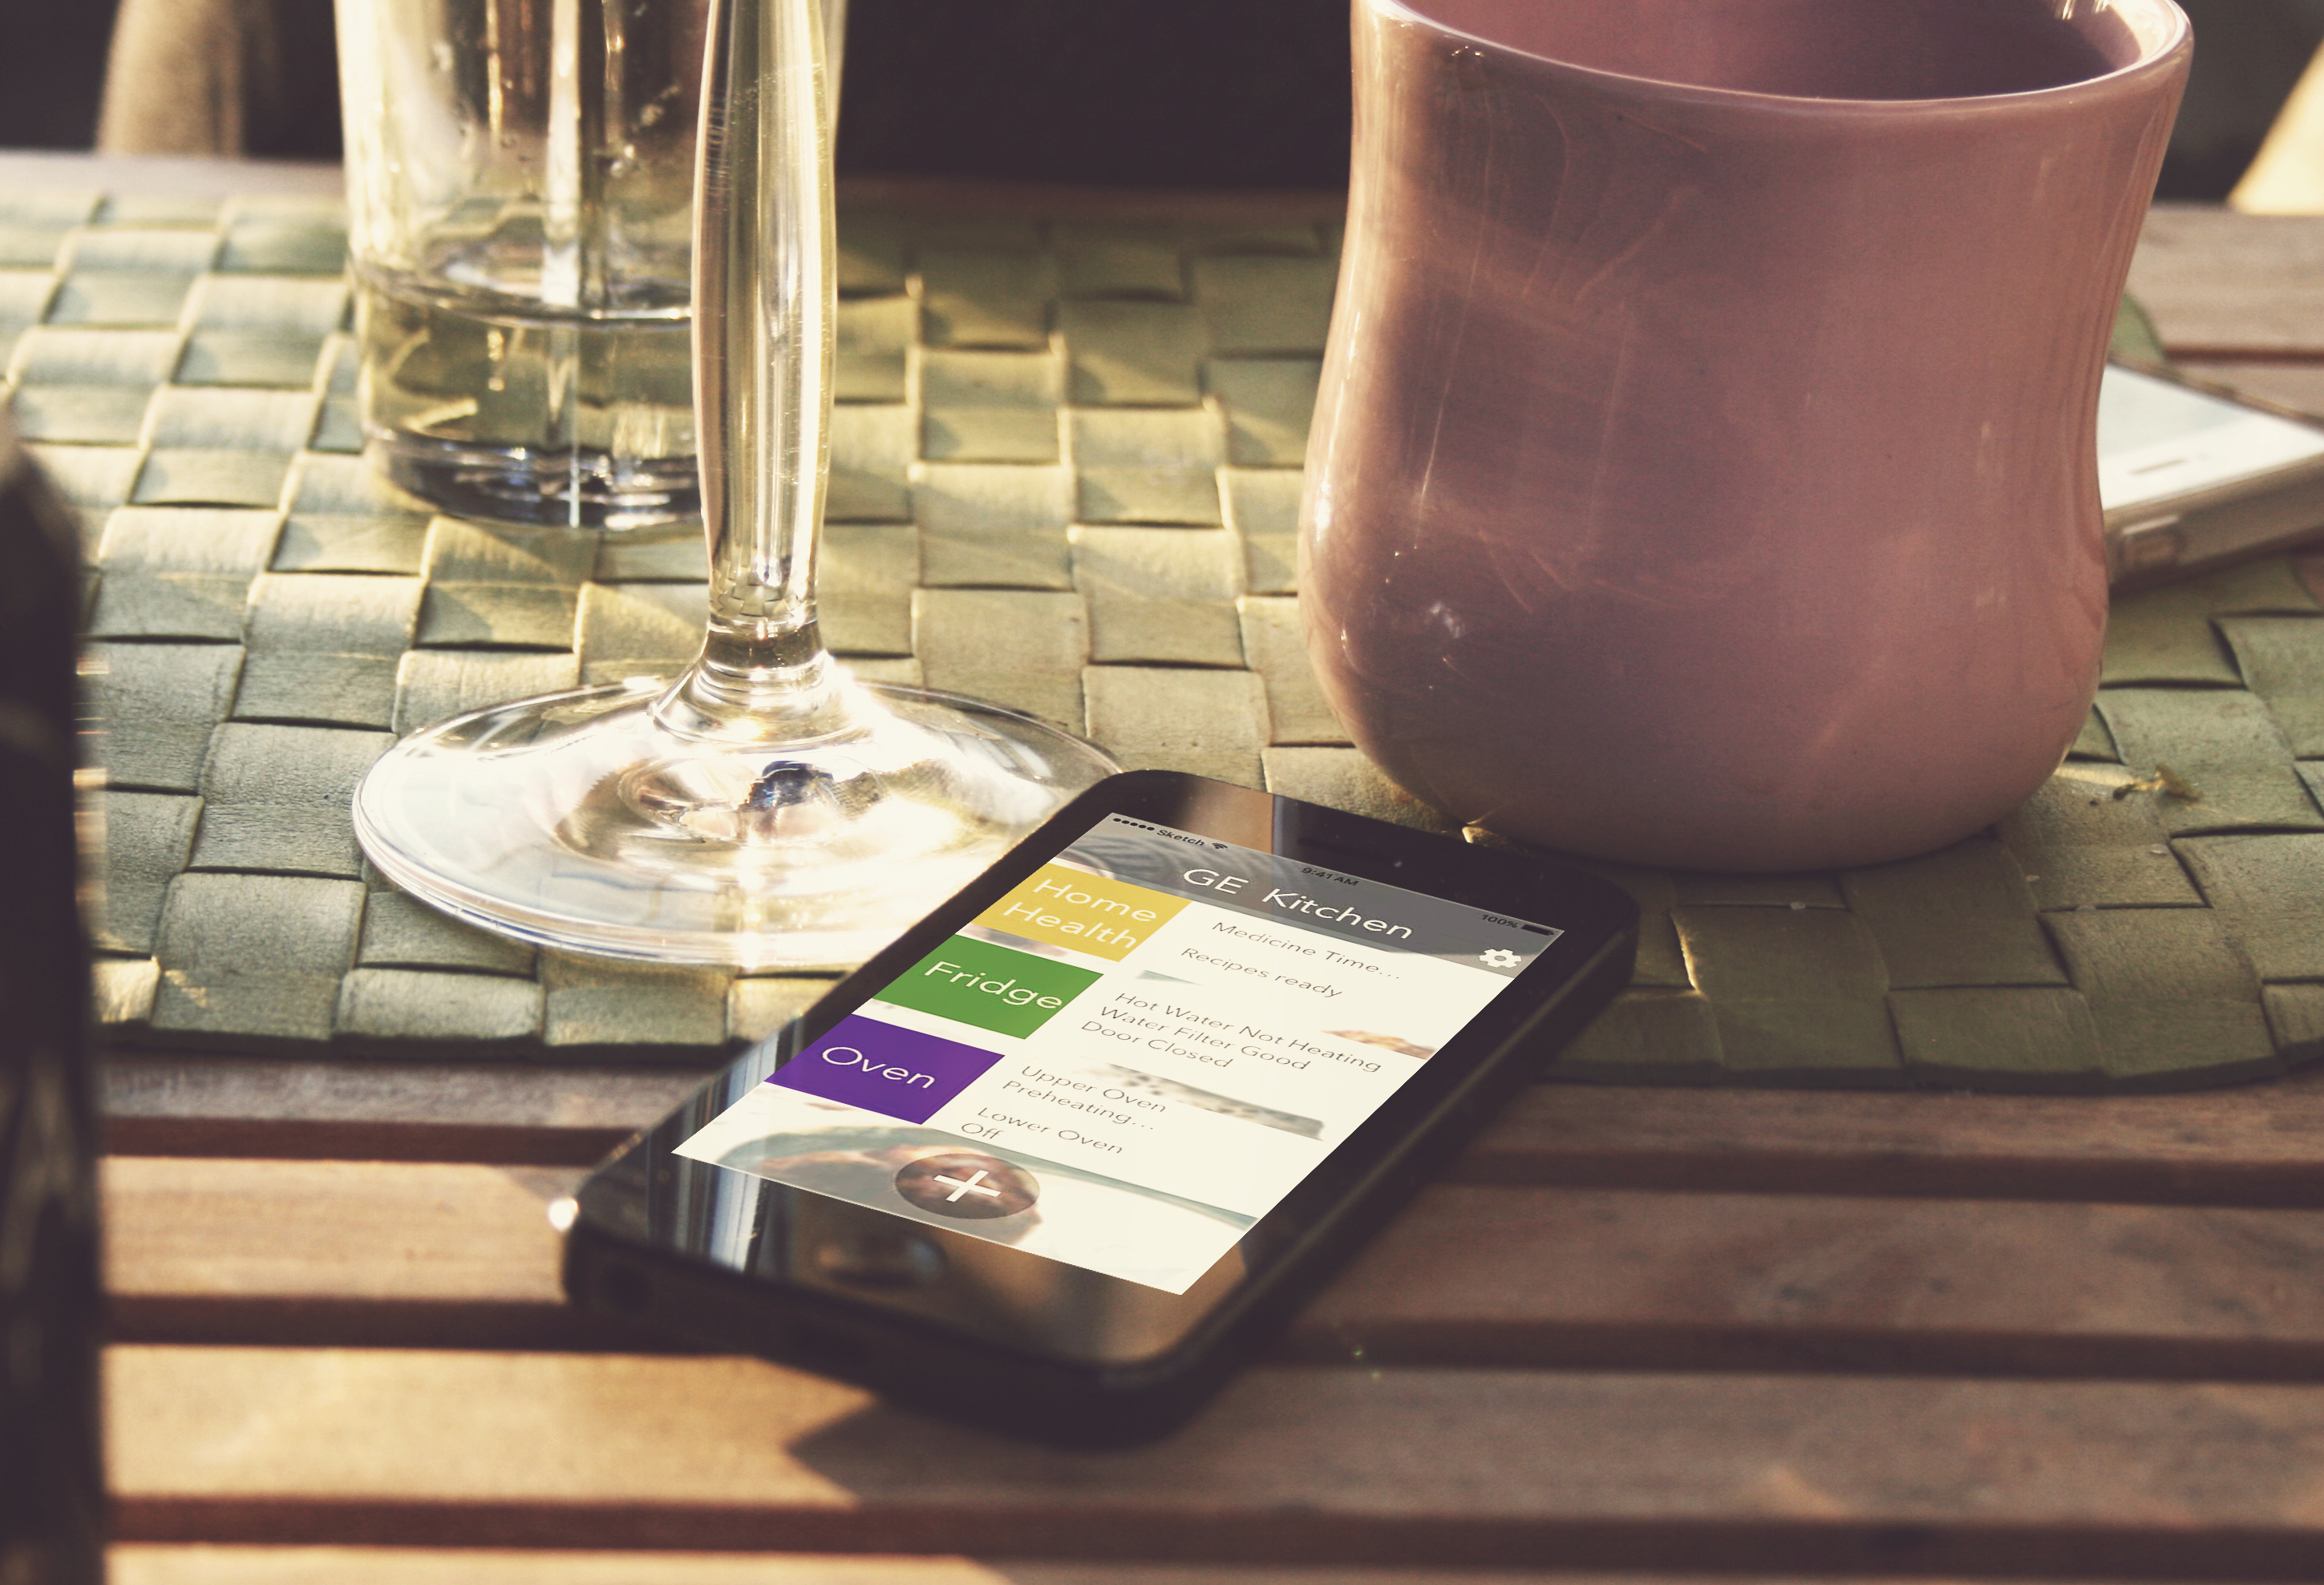 Sketch
9:41 AM
100%
GE Kitchen
Home
Health
Medicine Time...
Recipes ready
Fridge
Hot Water Not Heating
Water Filter Good
Door Closed
Oven
Upper Oven
Preheating...
Lower Oven
Off